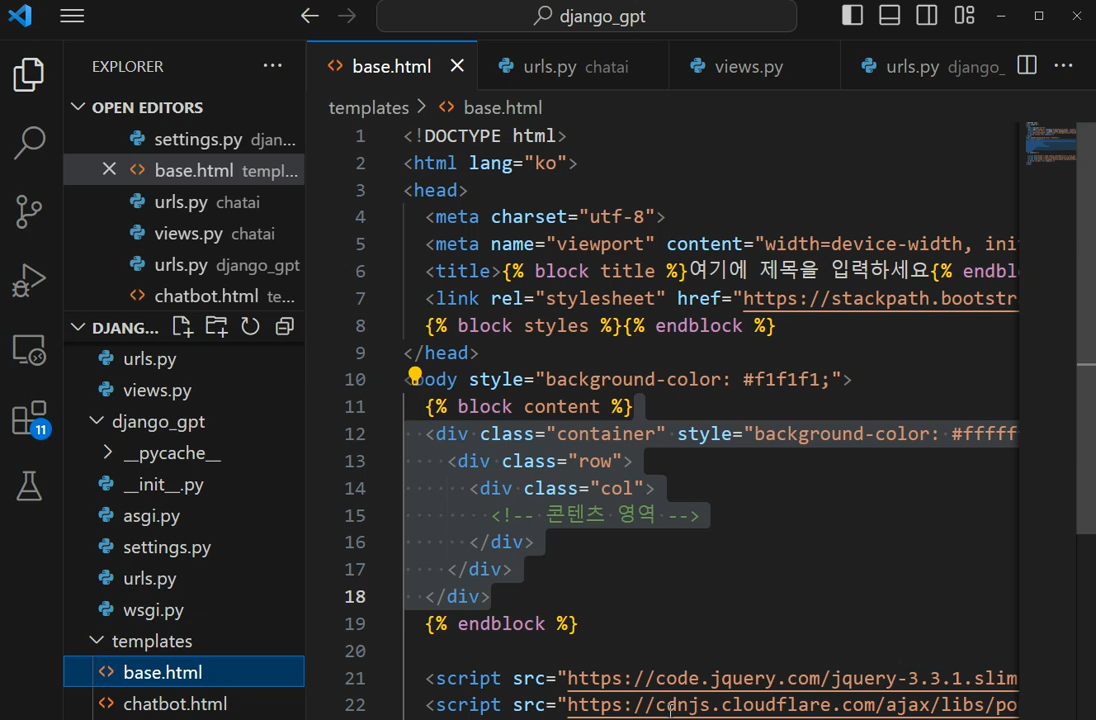 django_gpt
EXPLORER
OPEN EDITORS
settings.py djan...
base.html templ...
urls.py chatai
views.py chatai
urls.py django_gpt
chatbot.html te...
DJANG...
urls.py
views.py
django_gpt
__pycache__
__init__.py
asgi.py
settings.py
urls.py
wsgi.py
templates
base.html
chatbot.html
11
base.html
urls.py chatai
views.py
urls.py django_
templates > base.html
1 <!DOCTYPE html>
2 <html lang="ko">
3 <head>
4 <meta charset="utf-8">
5 <meta name="viewport" content="width=device-width, ini
6 <title>{% block title %}여기에 제목을 입력하세요{% endbl
7 <link rel="stylesheet" href="https://stackpath.bootstr
8 {% block styles %}{% endblock %}
9 </head>
10 <body style="background-color: #f1f1f1;">
11 {% block content %}
12 <div class="container" style="background-color: #fffff
13 <div class="row">
14 <div class="col">
15 <!-- 콘텐츠 영역 -->
16 </div>
17 </div>
18 </div>
19 {% endblock %}
20
21 <script src="https://code.jquery.com/jquery-3.3.1.slim
22 <script src="https://cdnjs.cloudflare.com/ajax/libs/po